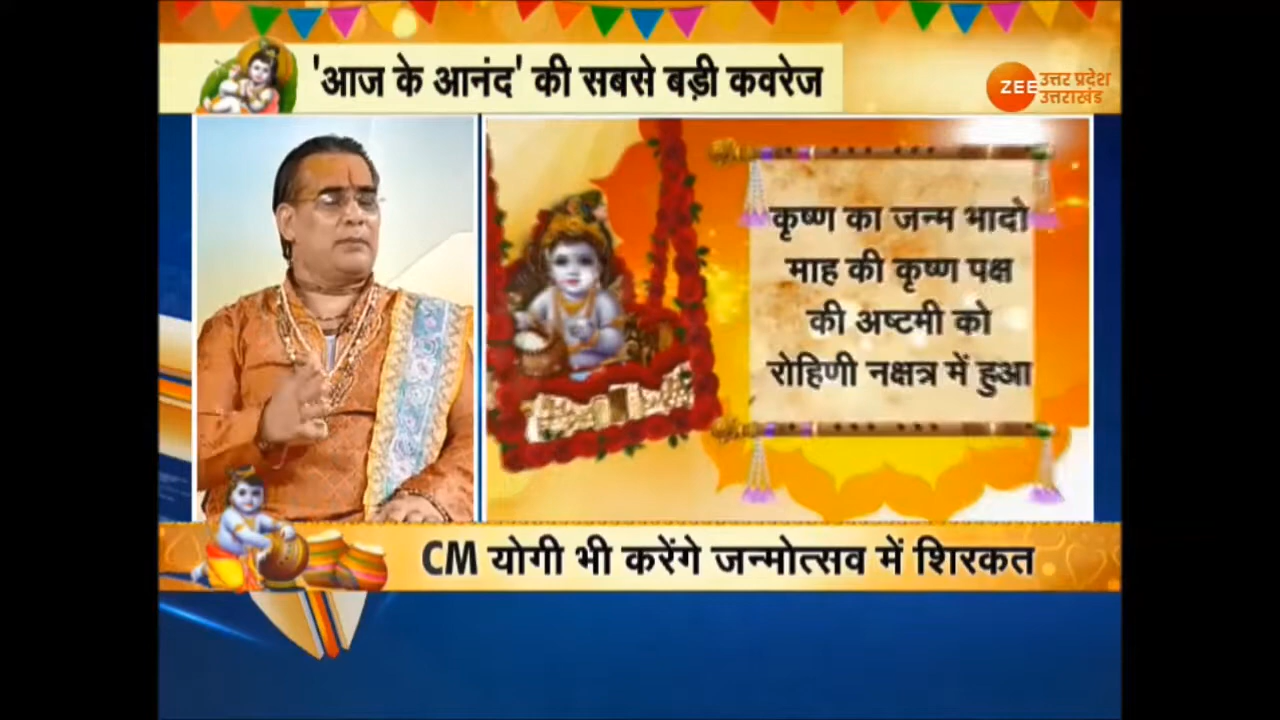 'आज के आनंद' की सबसे बड़ी कवरेज
ZEE उत्तर प्रदेश
उत्तराखंड
कृष्ण का जन्म भादो
माह की कृष्ण पक्ष
की अष्टमी को
रोहिणी नक्षत्र में हुआ
CM योगी भी करेंगे जन्मोत्सव में शिरकत